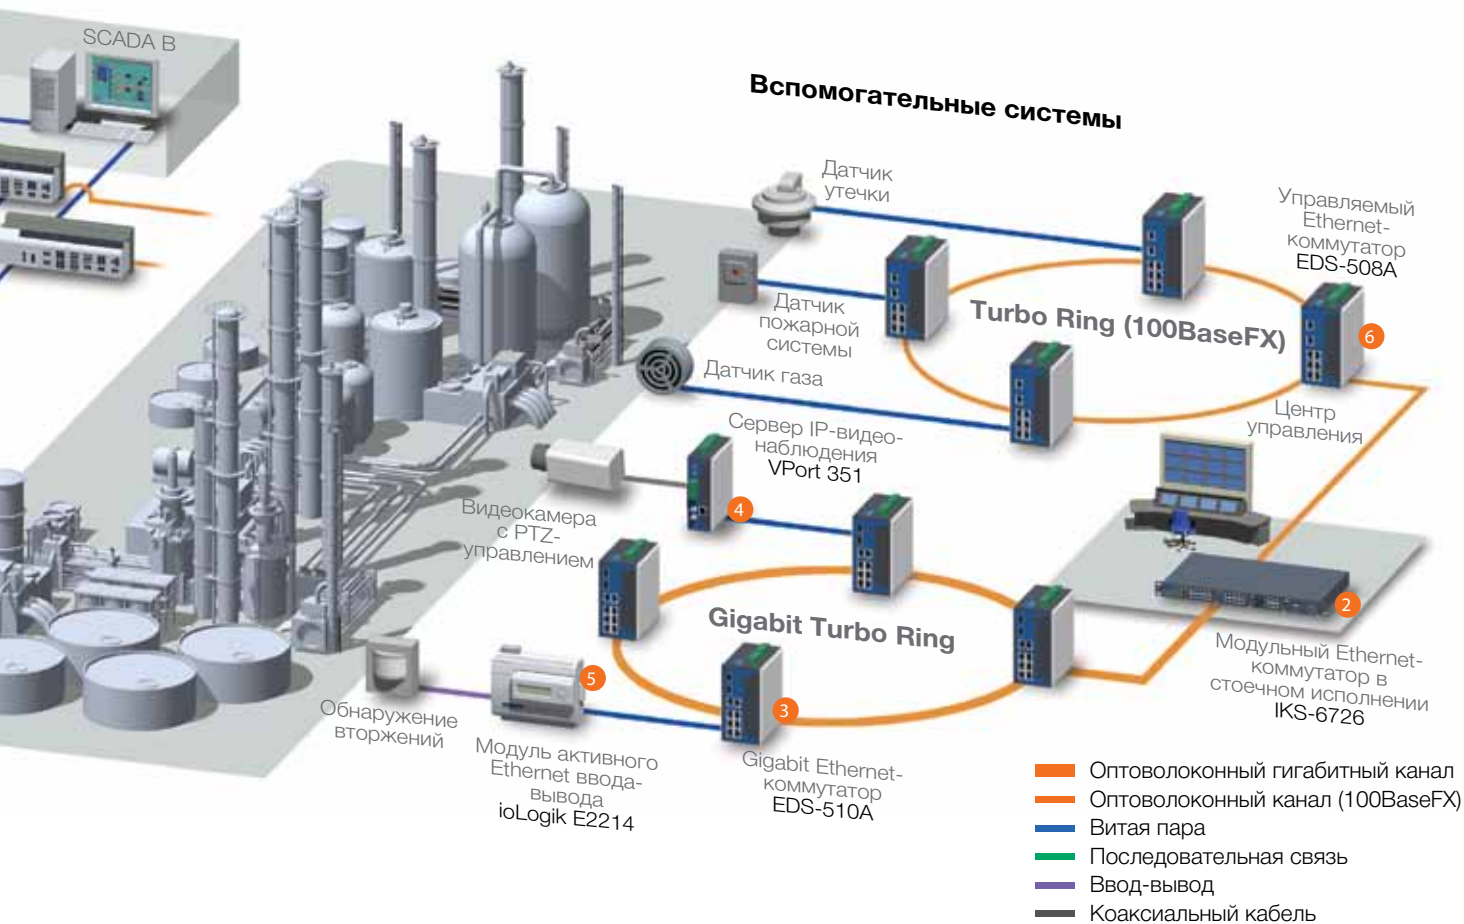 SCADA B
Вспомогательные системы
Датчик
утечки
Управляемый
Ethernet-
коммутатор
EDS-508A
Датчик
пожарной
системы
Turbo Ring (100BaseFX)
6
Датчик газа
Центр
управления
Сервер IP-видео-
наблюдения
VPort 351
4
Видеокамера
с PTZ-
управлением
Gigabit Turbo Ring
2
Модульный Ethernet-
коммутатор в
стоечном исполнении
IKS-6726
5
3
Обнаружение
вторжений
Модуль активного
Ethernet ввода-
вывода
ioLogik E2214
Gigabit Ethernet-
коммутатор
EDS-510A
Оптоволоконный гигабитный канал
Оптоволоконный канал (100BaseFX)
Витая пара
Последовательная связь
Ввод-вывод
Коаксиальный кабель